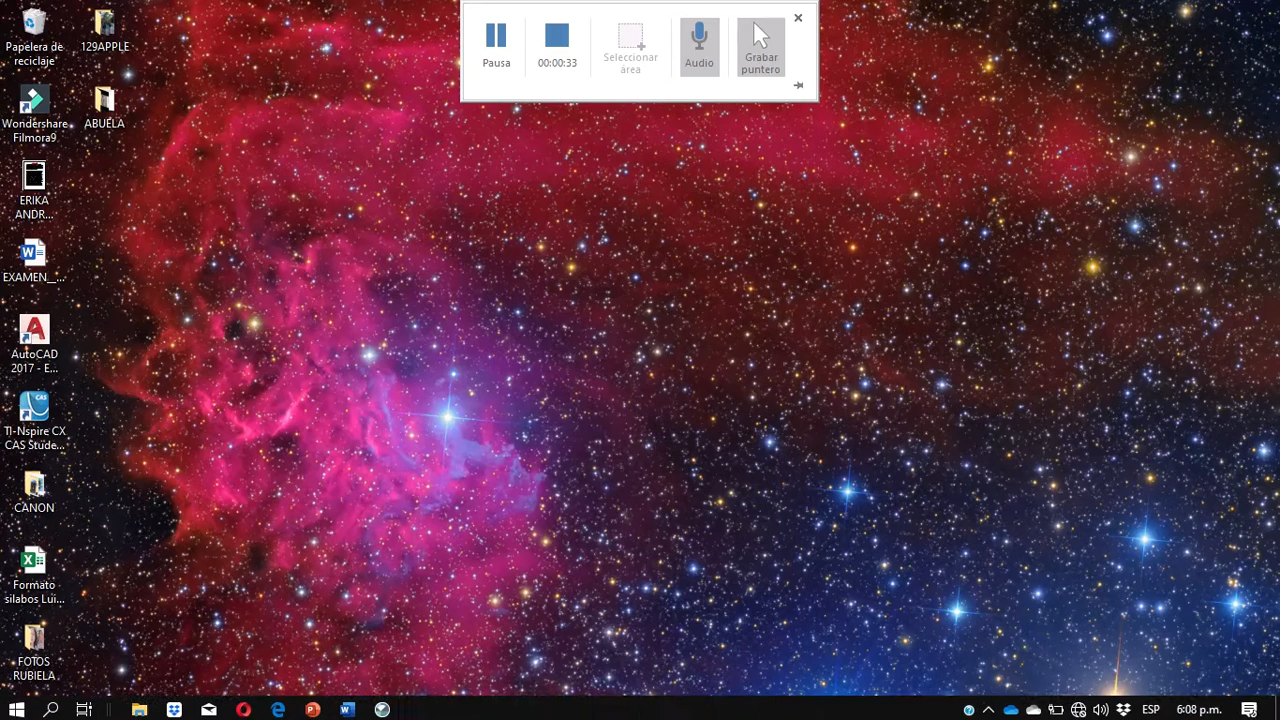 Pausa
00:00:33
Seleccionar
área
Audio
Grabar
puntero
Papelera de
reciclaje
129APPLE
Wondershare
Filmora9
ABUELA
ERIKA
ANDR...
EXAMEN__...
AutoCAD
2017 - E...
TI-Nspire CX
CAS Stude...
CANON
Formato
silabos Lui...
FOTOS
RUBIELA
ESP
6:08 p.m.